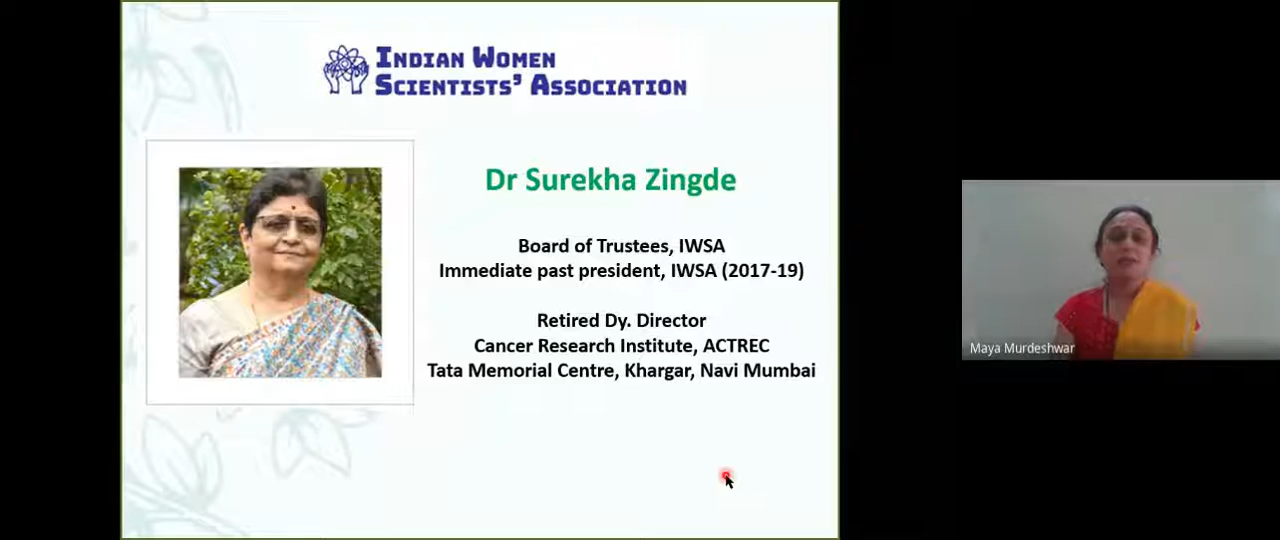 INDIAN WOMEN
SCIENTISTS' ASSOCIATION
Dr Surekha Zingde
Board of Trustees, IWSA
Immediate past president, IWSA (2017-19)
Retired Dy. Director
Cancer Research Institute, ACTREC
Tata Memorial Centre, Khargar, Navi Mumbai
Maya Murdeshwar